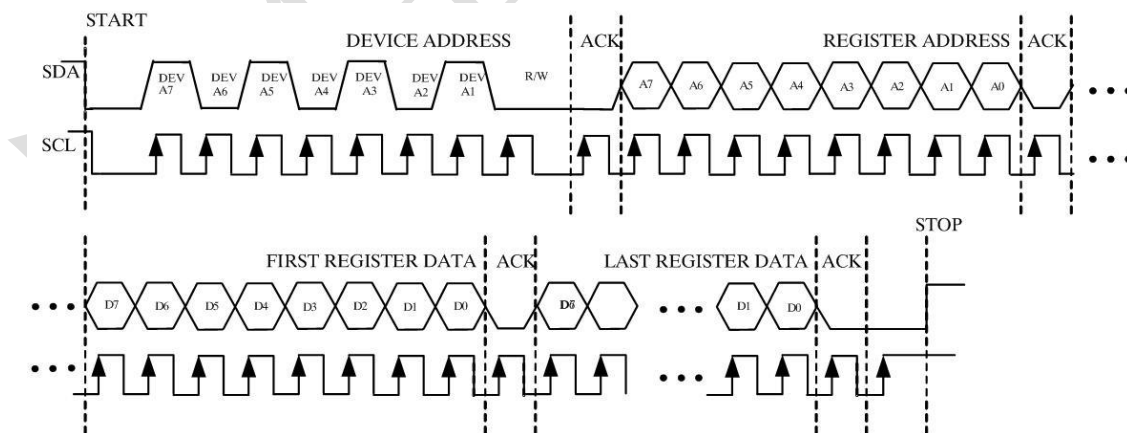 START
DEVICE ADDRESS ACK REGISTER ADDRESS ACK
SDA DEV A7 DEV A6 DEV A5 DEV A4 DEV A3 DEV A2 DEV A1 R/W A7 A6 A5 A4 A3 A2 A1 A0
SCL
STOP
FIRST REGISTER DATA ACK LAST REGISTER DATA ACK
D7 D6 D5 D4 D3 D2 D1 D0 D1 D0